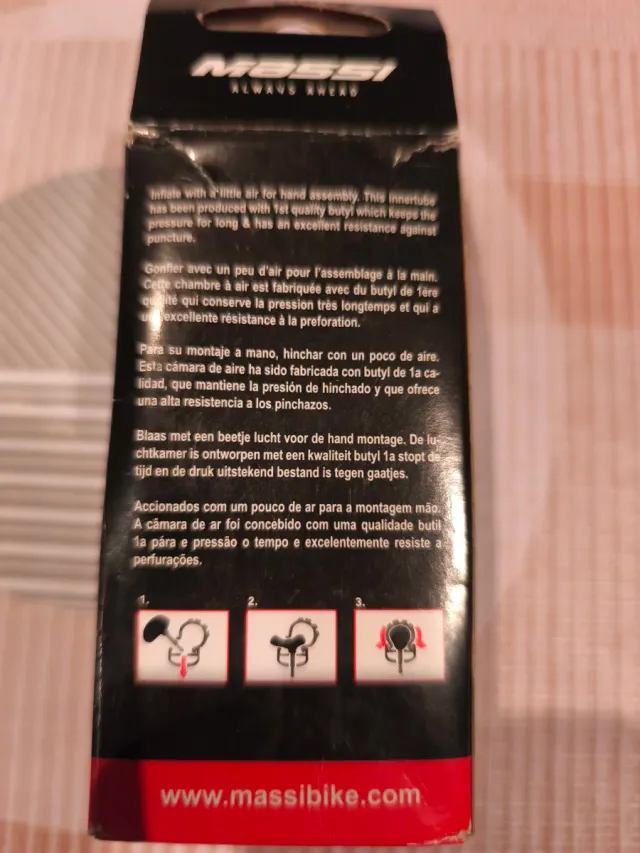 MASSI
ALWAYS AHEAD
Inflate with a little air for hand assembly. This innertube
has been produced with 1st quality butyl which keeps the
pressure for long & has an excellent resistance against
puncture.
Gonfler avec un peu d'air pour l'assemblage à la main.
Cette chambre à air est fabriquée avec du butyl de 1ère
qualité qui conserve la pression très longtemps et qui a
une excellente résistance à la preforation.
Para su montaje a mano, hinchar con un poco de aire.
Esta cámara de aire ha sido fabricada con butyl de 1a ca-
lidad, que mantiene la presión de hinchado y que ofrece
una alta resistencia a los pinchazos.
Blaas met een beetje lucht voor de hand montage. De lu-
chtkamer is ontworpen met een kwaliteit butyl 1a stopt de
tijd en de druk uitstekend bestand is tegen gaatjes.
Accionados com um pouco de ar para a montagem mão.
A câmara de ar foi concebido com uma qualidade butil
1a pára e pressão o tempo e excelentemente resiste a
perfurações.
1. 2. 3.
www.massibike.com